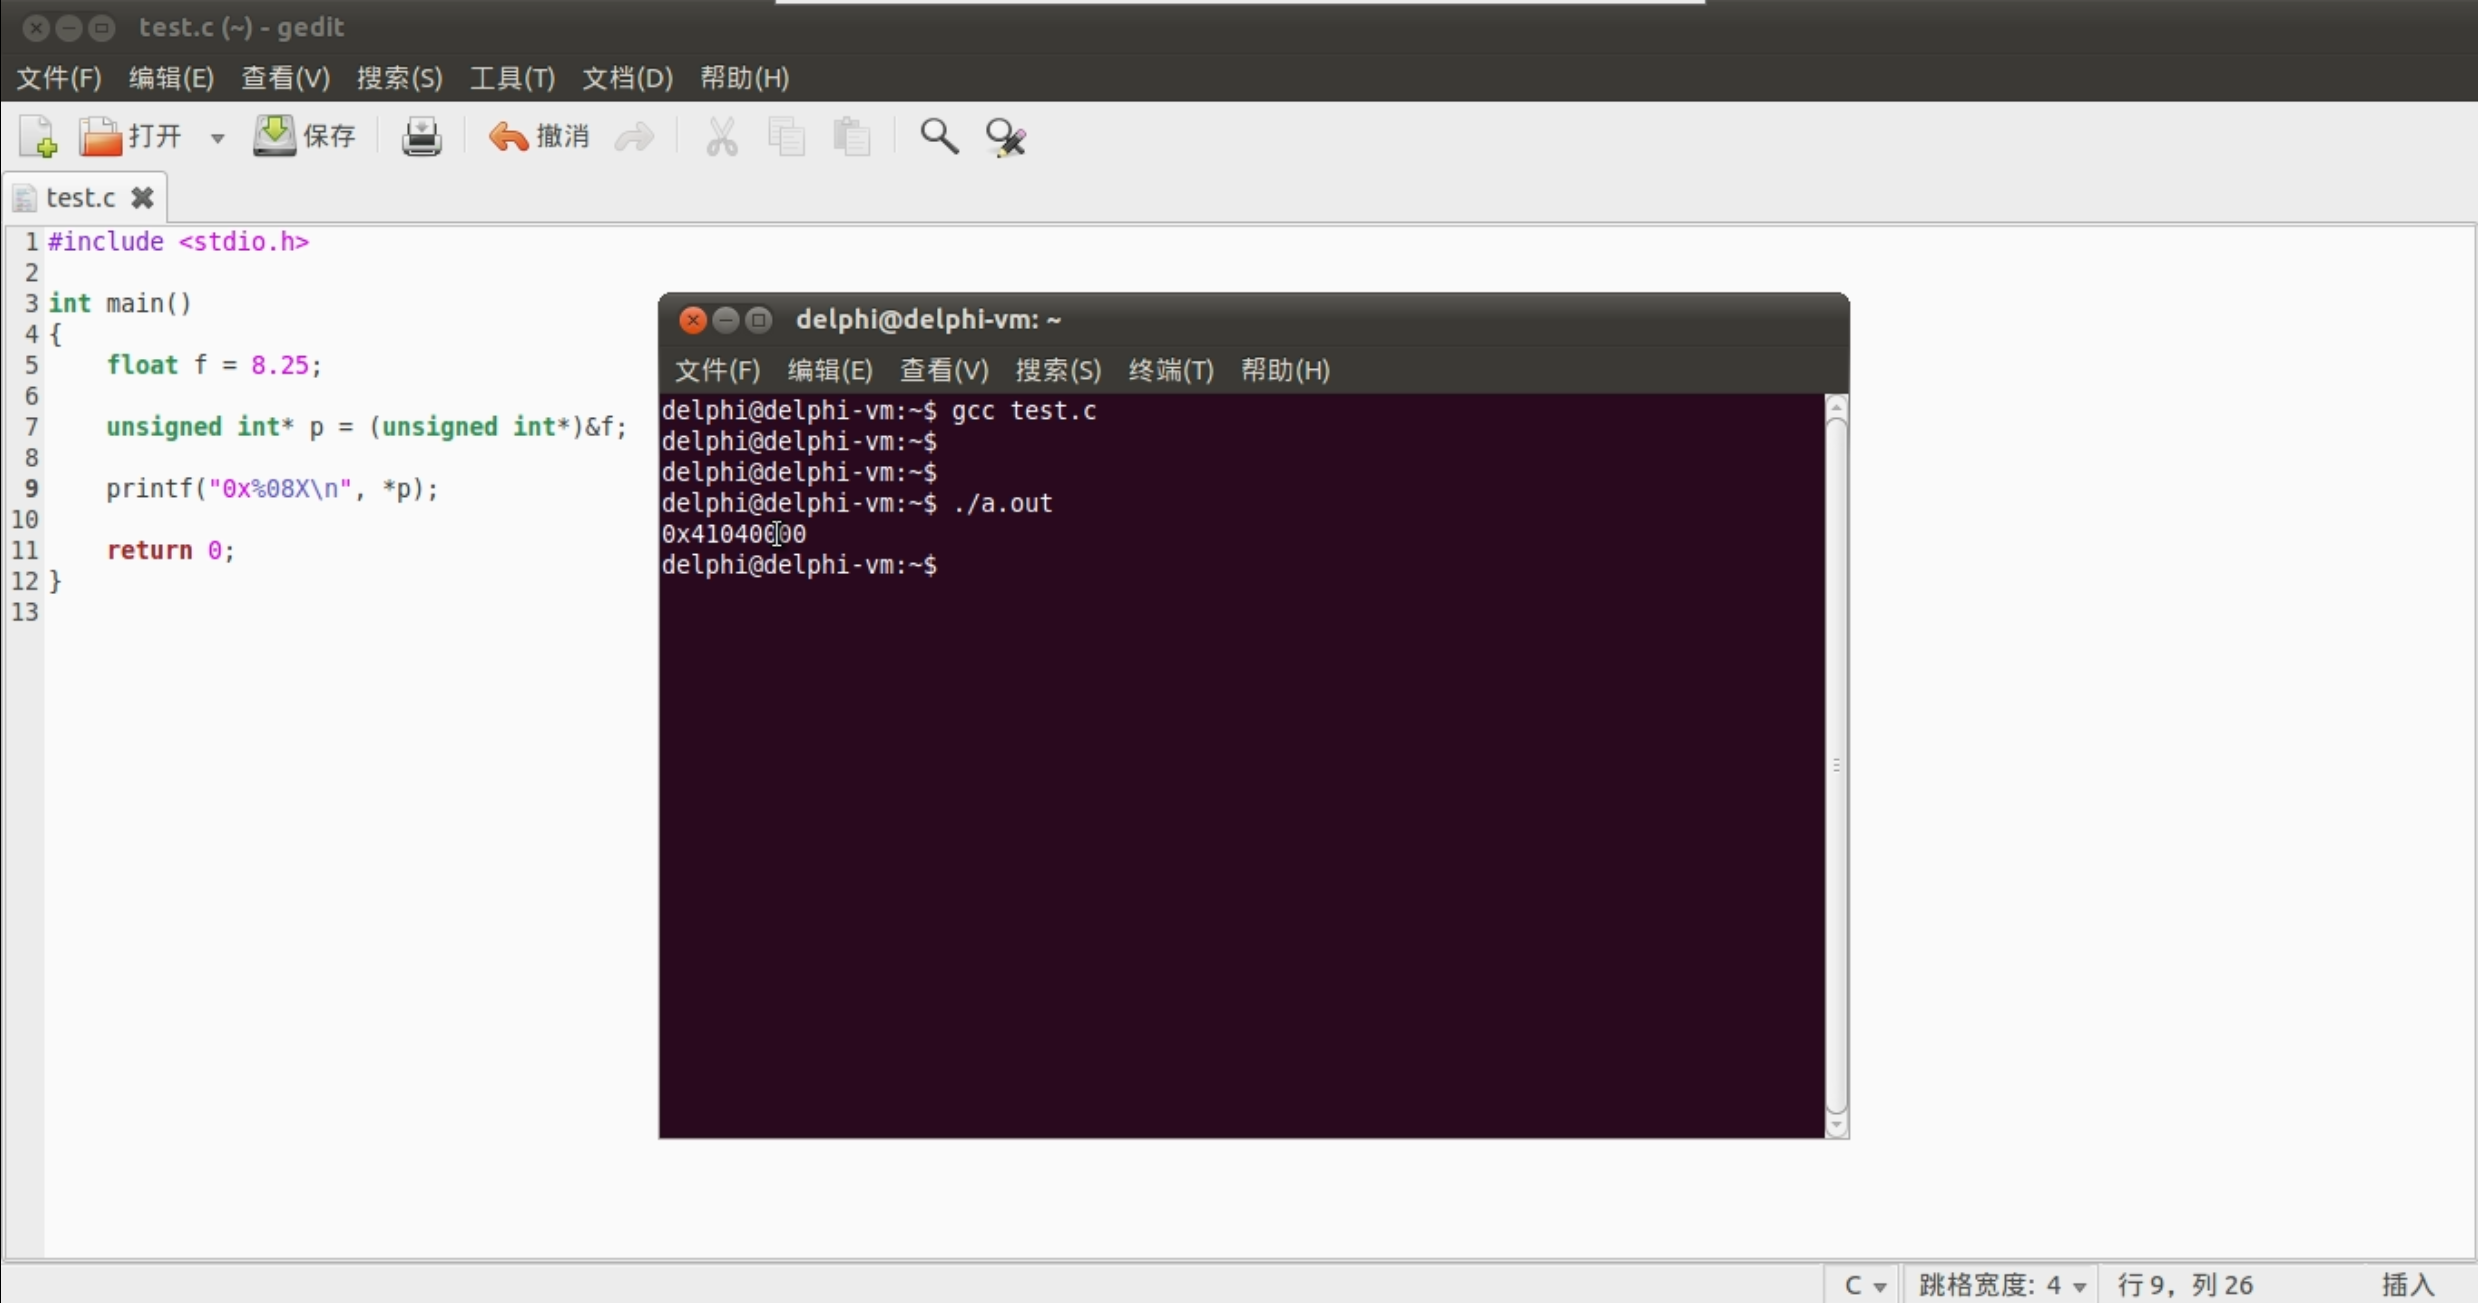 test.c (~) - gedit
文件(F) 编辑(E) 查看(V) 搜索(S) 工具(T) 文档(D) 帮助(H)
打开 保存 撤消
test.c
1 #include <stdio.h>
2
3 int main()
4 {
5     float f = 8.25;
6
7     unsigned int* p = (unsigned int*)&f;
8
9     printf("0x%08X\n", *p);
10
11     return 0;
12 }
13
delphi@delphi-vm: ~
文件(F) 编辑(E) 查看(V) 搜索(S) 终端(T) 帮助(H)
delphi@delphi-vm:~$ gcc test.c
delphi@delphi-vm:~$
delphi@delphi-vm:~$
delphi@delphi-vm:~$ ./a.out
0x41040000
delphi@delphi-vm:~$
C 跳格宽度: 4 行 9，列 26 插入